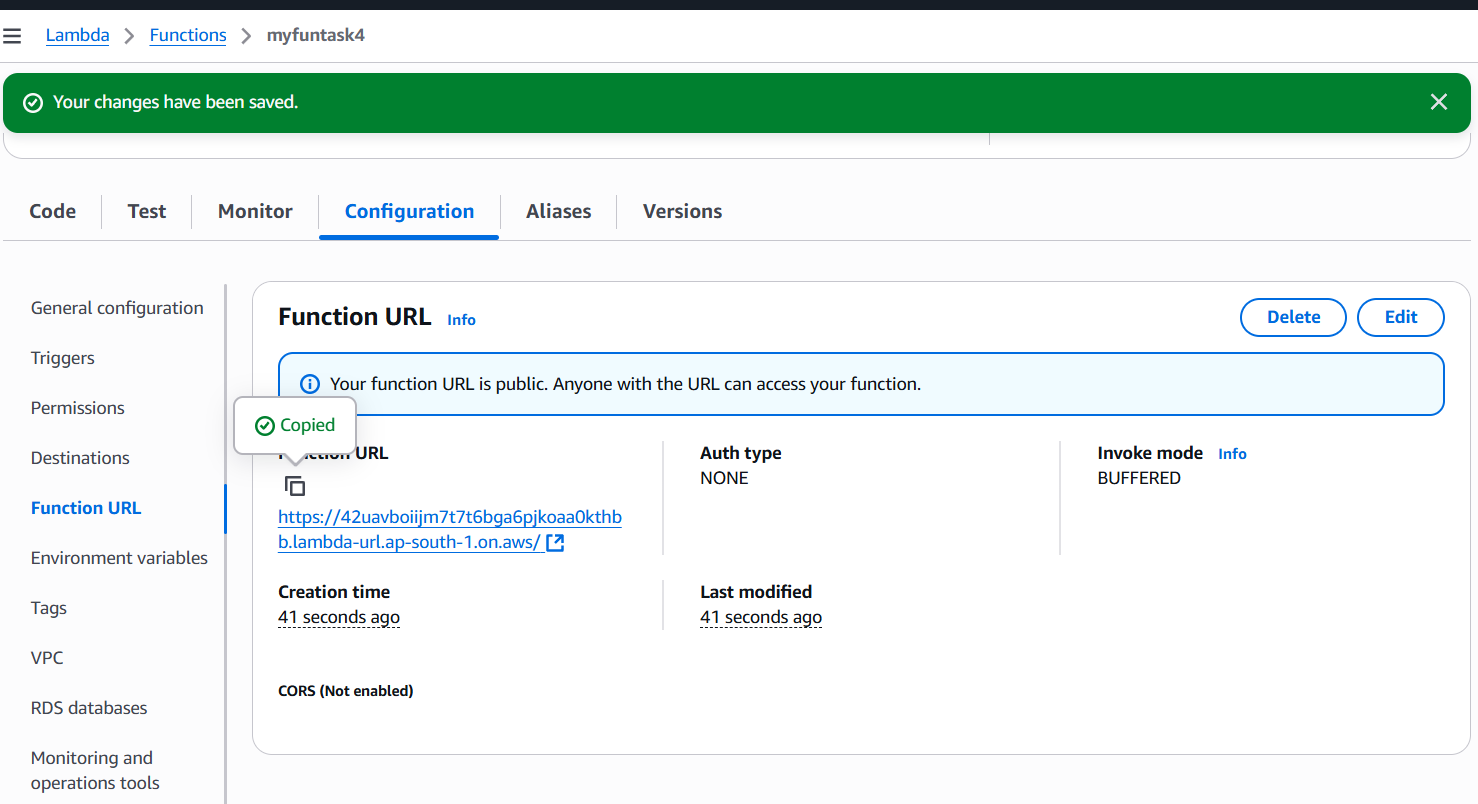 Lambda > Functions > myfuntask4
Your changes have been saved.
Code
Test
Monitor
Configuration
Aliases
Versions
General configuration
Triggers
Permissions
Destinations
Function URL
Environment variables
Tags
VPC
RDS databases
Monitoring and
operations tools
Function URL Info
Delete
Edit
Your function URL is public. Anyone with the URL can access your function.
Copied
URL
https://42uavboiijm7t7t6bga6pjkoaa0kthb
b.lambda-url.ap-south-1.on.aws/
Auth type
NONE
Invoke mode Info
BUFFERED
Creation time
41 seconds ago
Last modified
41 seconds ago
CORS (Not enabled)